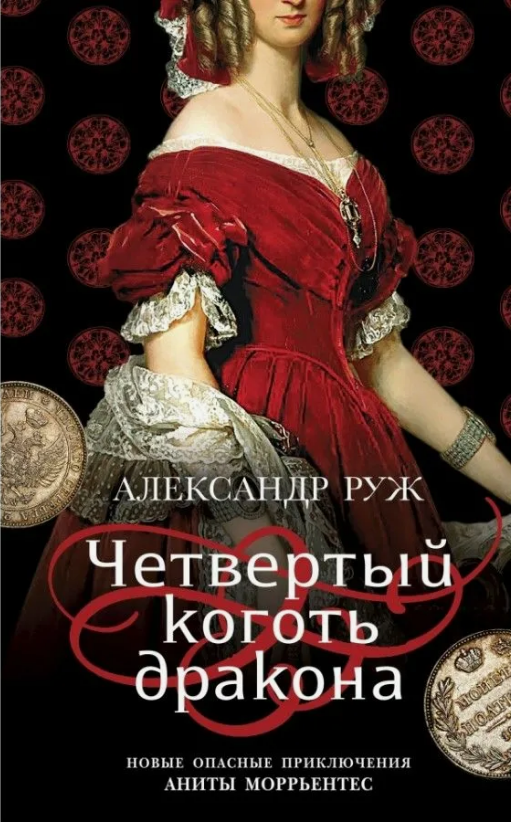 АЛЕКСАНДР РУЖ
Четвертый
коготь
дракона
НОВЫЕ ОПАСНЫЕ ПРИКЛЮЧЕНИЯ
АНИТЫ МОРРЬЕНТЕС